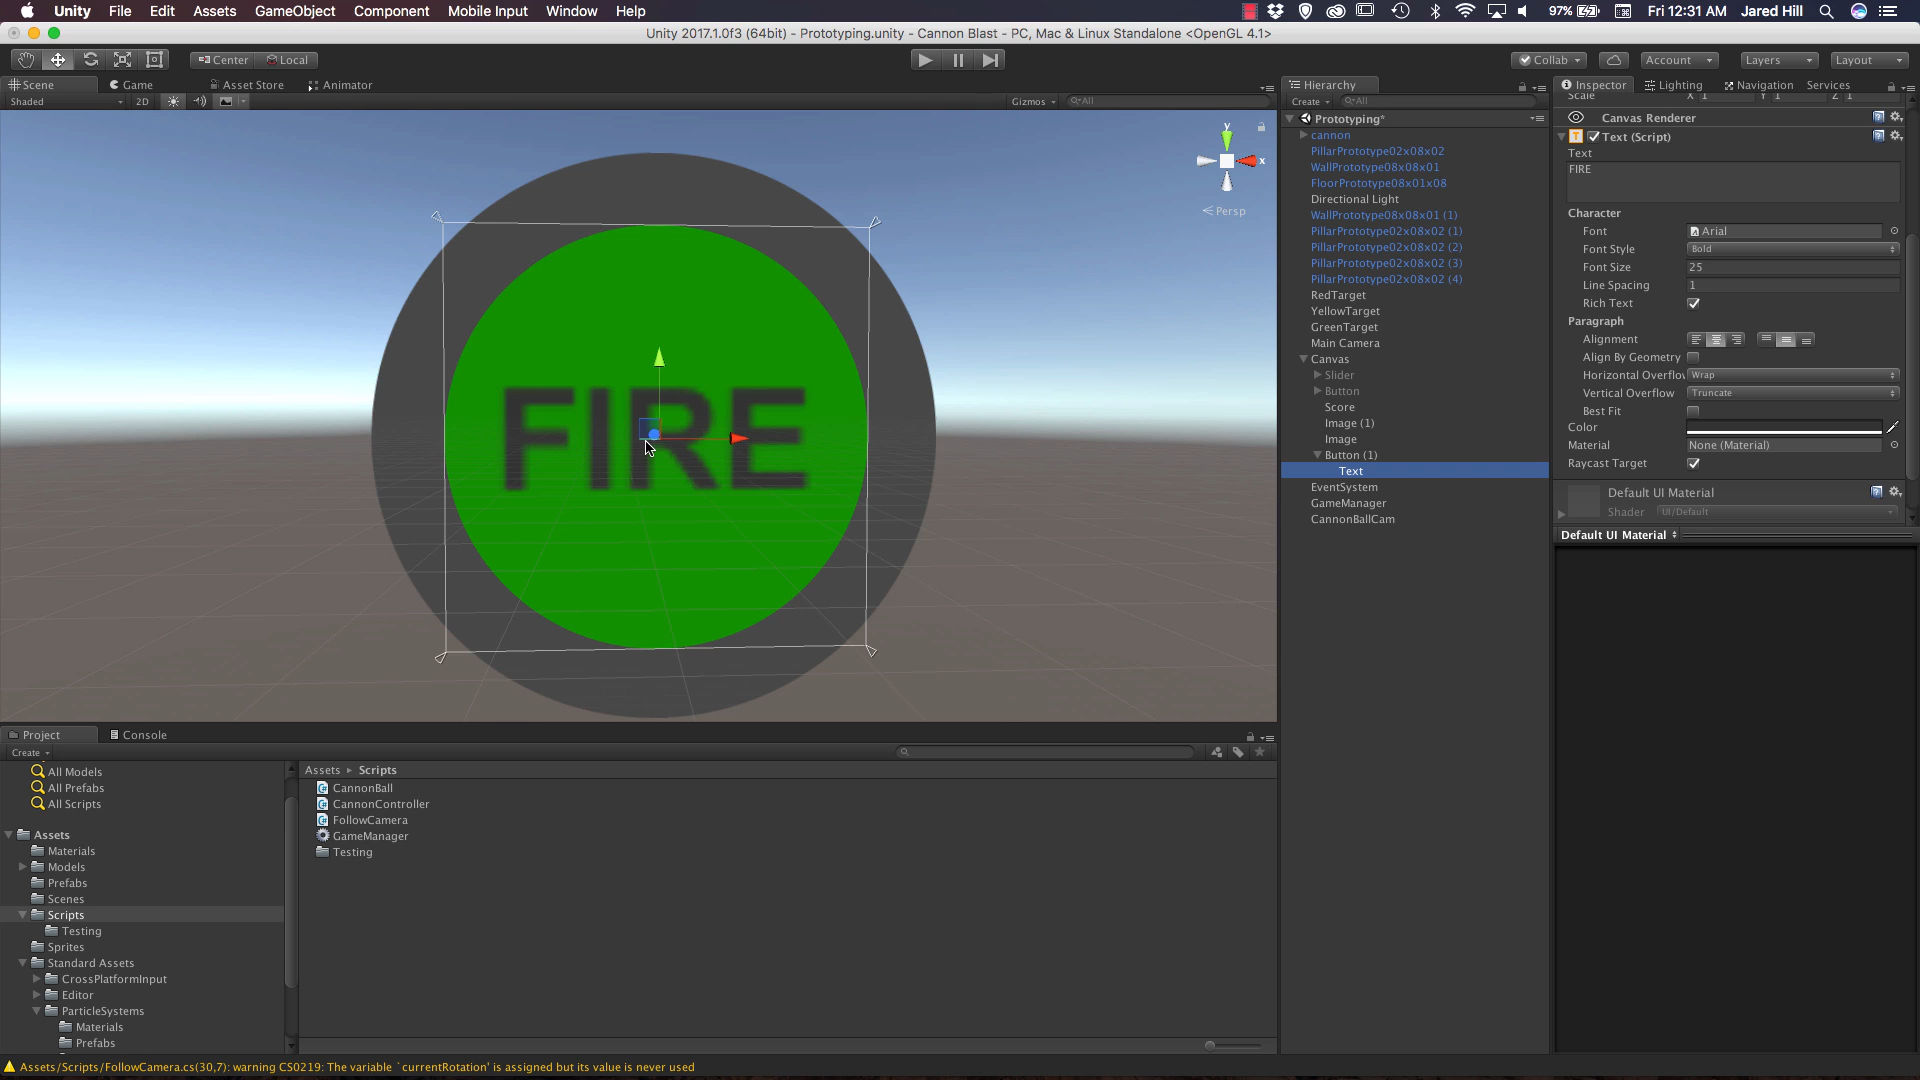 Unity File Edit Assets GameObject Component Mobile Input Window Help 97% Fri 12:31 AM Jared Hill
Unity 2017.1.0f3 (64bit) - Prototyping.unity - Cannon Blast - PC, Mac & Linux Standalone <OpenGL 4.1>
Center Local Collab Account Layers Layout
Scene Game Asset Store Animator
Shaded 2D Gizmos All
y
x
Persp
FIRE
Hierarchy
Create All
Prototyping*
cannon
PillarPrototype02x08x02
WallPrototype08x08x01
FloorPrototype08x01x08
Directional Light
WallPrototype08x08x01 (1)
PillarPrototype02x08x02 (1)
PillarPrototype02x08x02 (2)
PillarPrototype02x08x02 (3)
PillarPrototype02x08x02 (4)
RedTarget
YellowTarget
GreenTarget
Main Camera
Canvas
Slider
Button
Score
Image (1)
Image
Button (1)
Text
EventSystem
GameManager
CannonBallCam
Inspector Lighting Navigation Services
Scale X 1 Y 1 Z 1
Canvas Renderer
Text (Script)
Text
FIRE
Character
Font Arial
Font Style Bold
Font Size 25
Line Spacing 1
Rich Text
Paragraph
Alignment
Align By Geometry
Horizontal Overflow Wrap
Vertical Overflow Truncate
Best Fit
Color
Material None (Material)
Raycast Target
Default UI Material
Shader UI/Default
Default UI Material
Project Console
Create
All Models
All Prefabs
All Scripts
Assets
Materials
Models
Prefabs
Scenes
Scripts
Testing
Sprites
Standard Assets
CrossPlatformInput
Editor
ParticleSystems
Materials
Prefabs
Assets ▸ Scripts
CannonBall
CannonController
FollowCamera
GameManager
Testing
Assets/Scripts/FollowCamera.cs(30,7): warning CS0219: The variable `currentRotation' is assigned but its value is never used